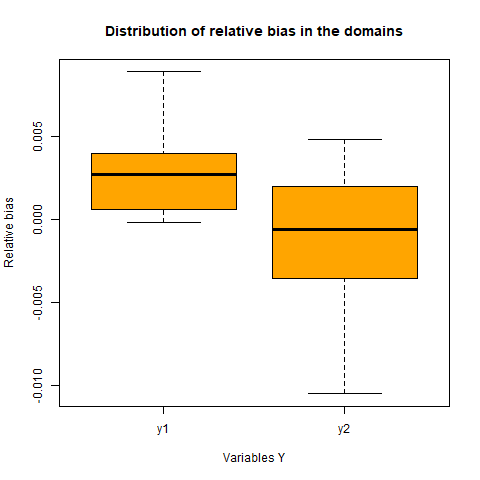 Distribution of relative bias in the domains
Relative bias
0.005
0.000
-0.005
-0.010
y1
y2
Variables Y